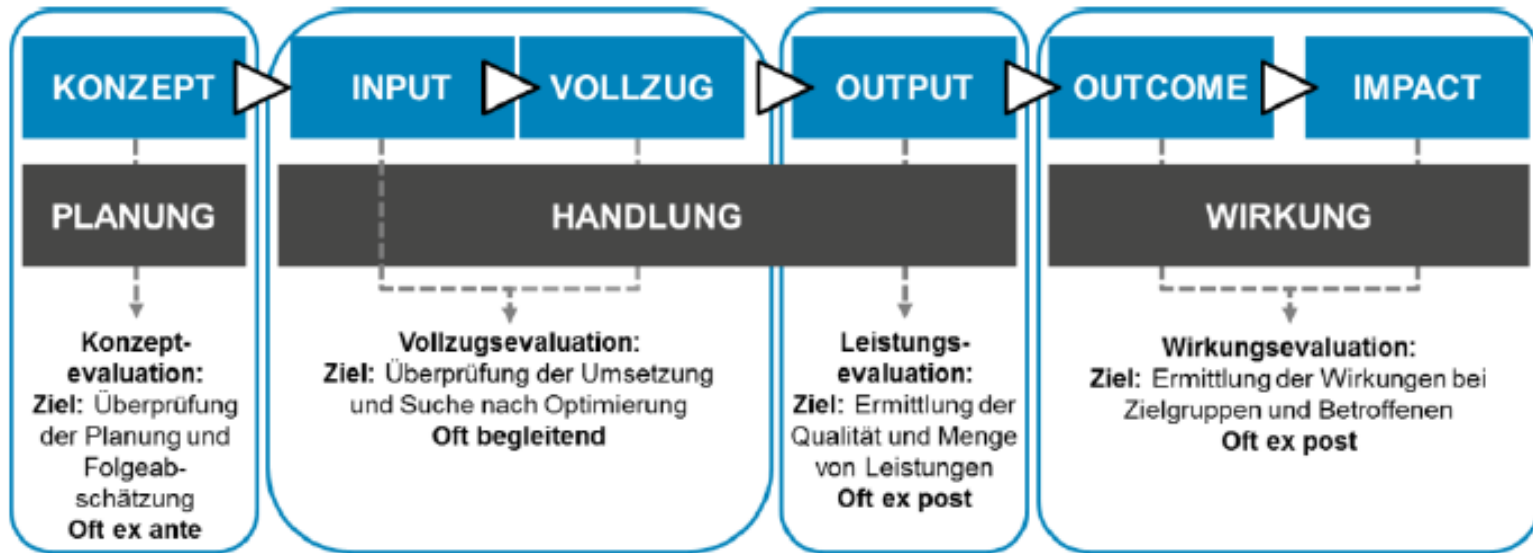 KONZEPT INPUT VOLLZUG OUTPUT OUTCOME IMPACT
PLANUNG HANDLUNG WIRKUNG
Konzept-
evaluation:
Ziel: Überprüfung
der Planung und
Folgeab-
schätzung
Oft ex ante
Vollzugsevaluation:
Ziel: Überprüfung der Umsetzung
und Suche nach Optimierung
Oft begleitend
Leistungs-
evaluation:
Ziel: Ermittlung der
Qualität und Menge
von Leistungen
Oft ex post
Wirkungsevaluation:
Ziel: Ermittlung der Wirkungen bei
Zielgruppen und Betroffenen
Oft ex post